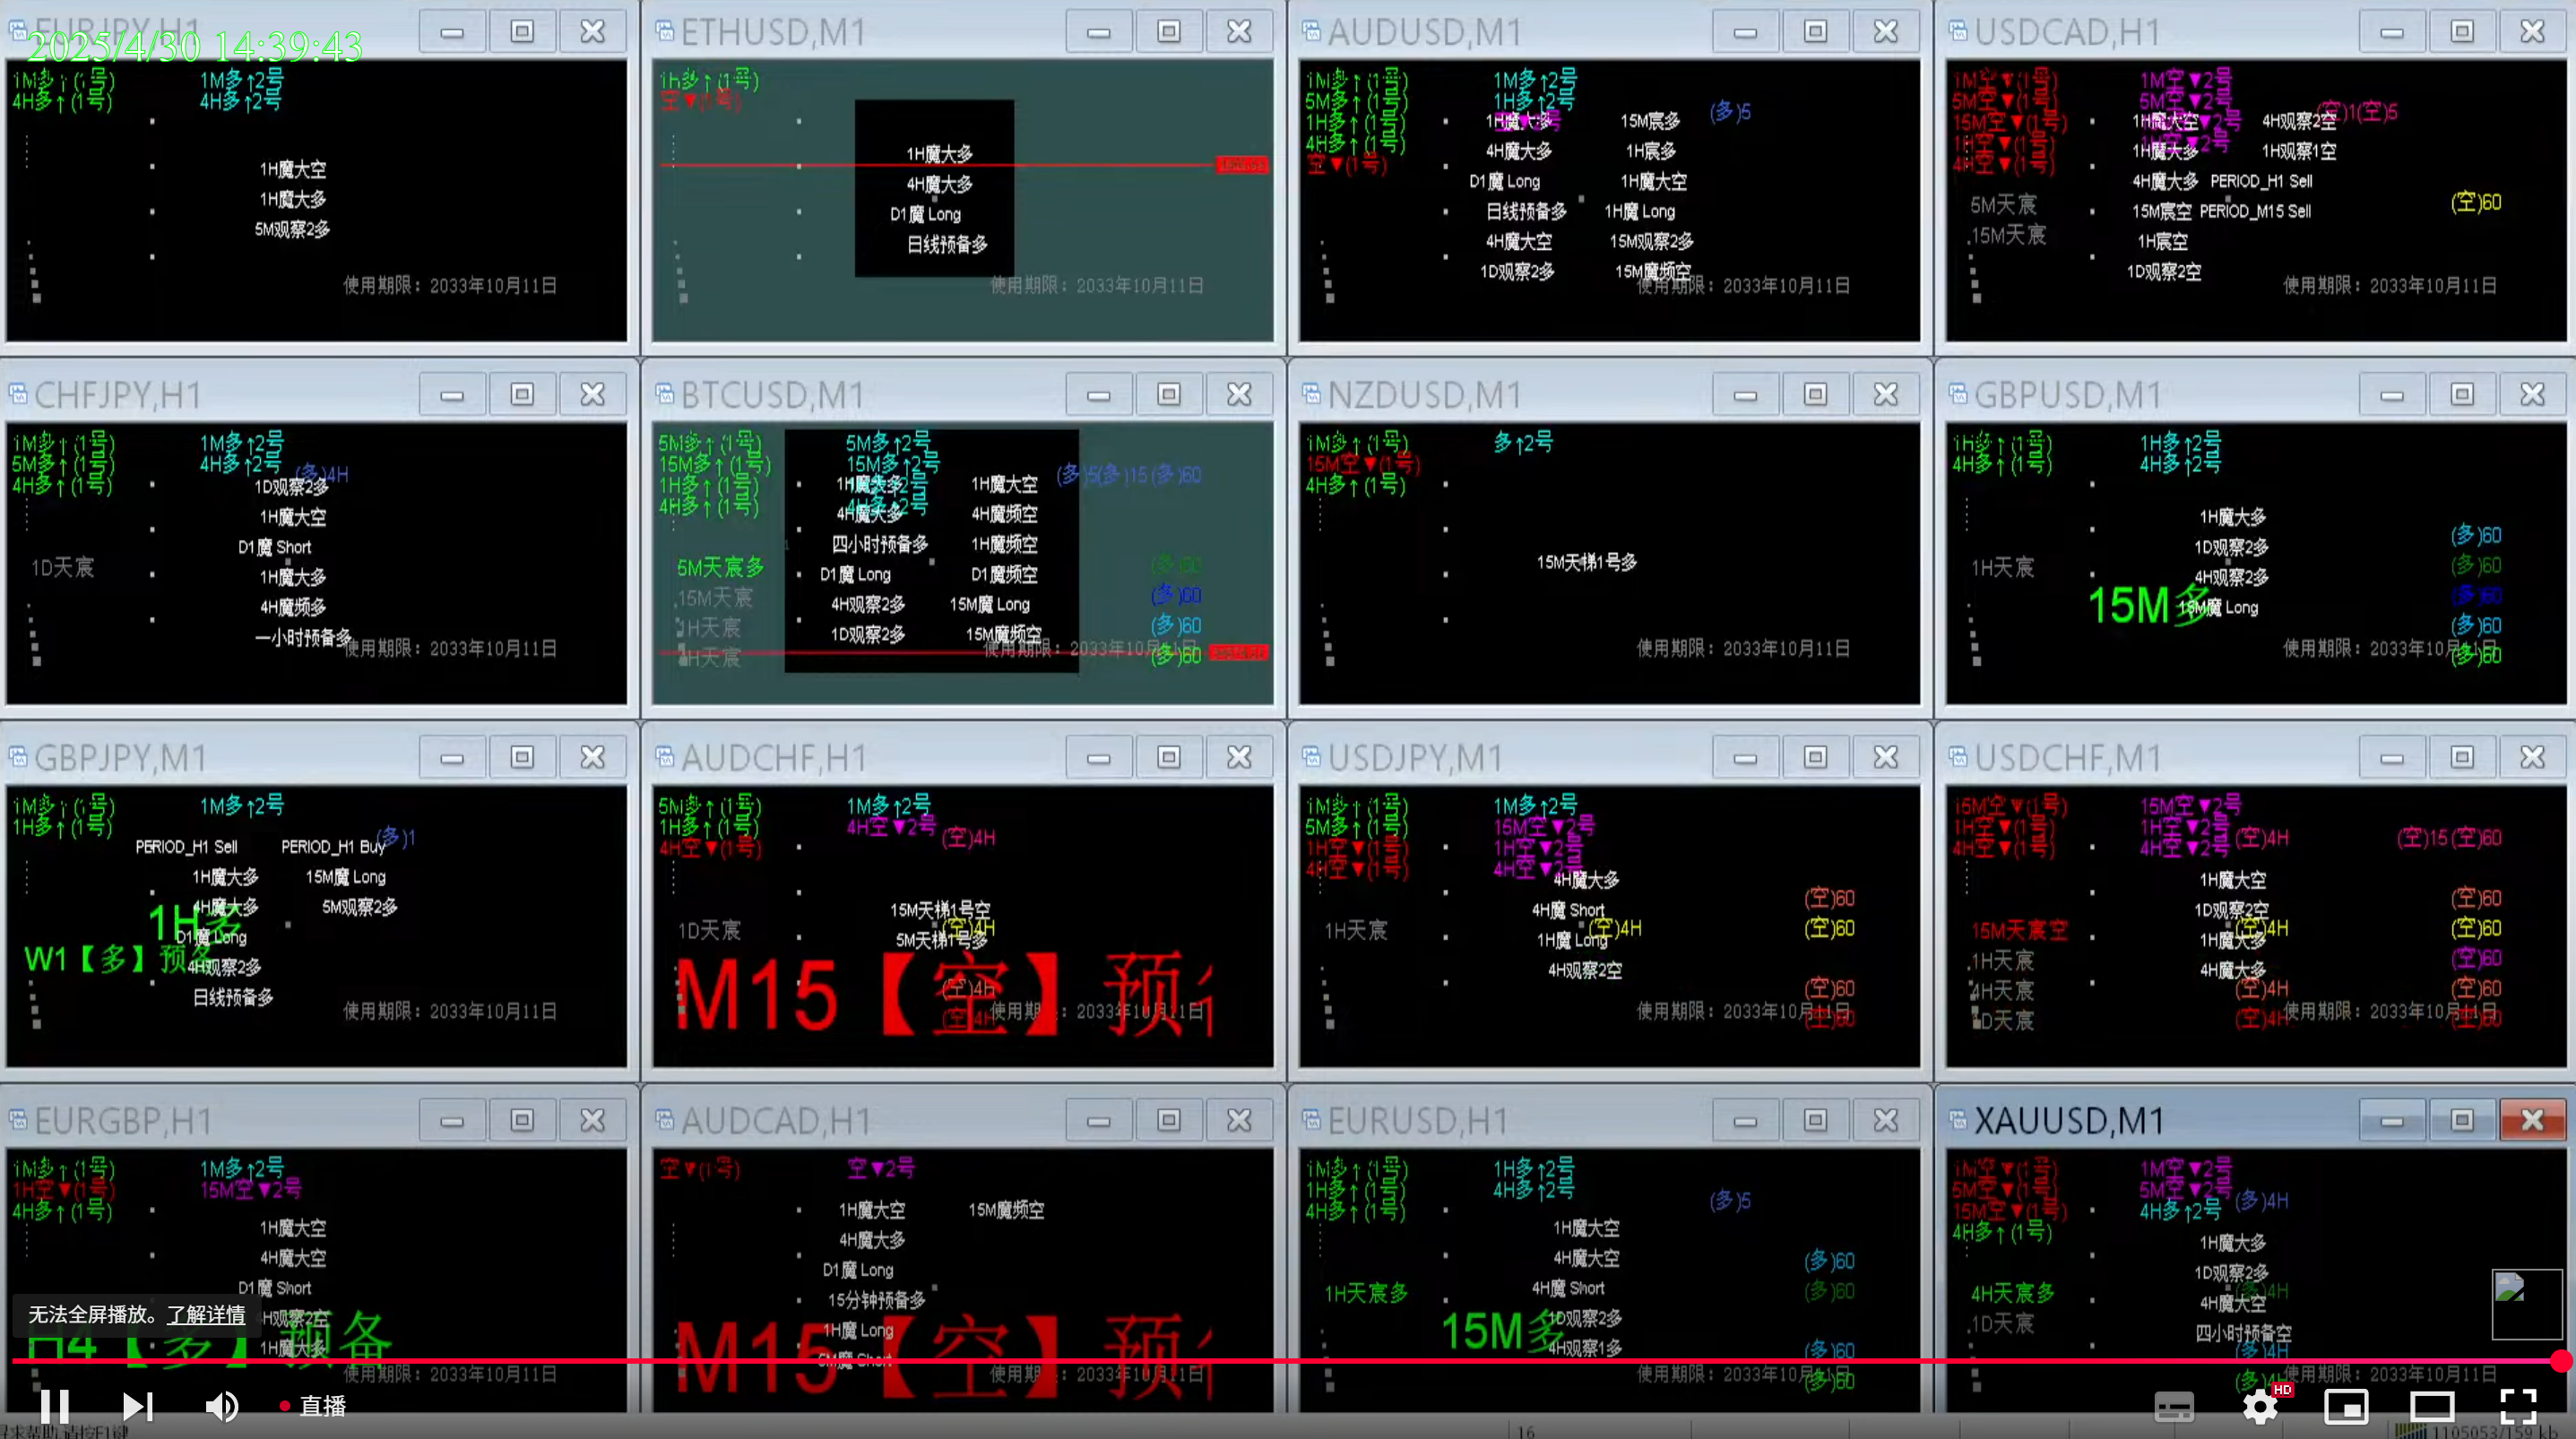 EURJPY,H1
2025/4/30 14:39:43
1M多↑(1号)
4H多↑(1号)
1M多↑2号
4H多↑2号
1H魔大空
1H魔大多
5M观察2多
使用期限：2033年10月11日
ETHUSD,M1
1H多↑(1号)
空▼(1号)
1H魔大多
4H魔大多
D1魔 Long
日线预备多
使用期限：2033年10月11日
AUDUSD,M1
1M多↑(1号)
5M多↑(1号)
1H多↑(1号)
4H多↑(1号)
空▼(1号)
1M多↑2号
1H多↑2号
(多)5
1H魔大多
15M宸多
4H魔大多
1H宸多
D1魔 Long
1H魔大空
日线预备多
1H魔 Long
4H魔大空
15M观察2多
1D观察2多
15M魔频空
使用期限：2033年10月11日
USDCAD,H1
1M空▼(1号)
5M空▼(1号)
15M空▼(1号)
1H空▼(1号)
4H空▼(1号)
1M空▼2号
5M空▼2号
(空)1(空)5
1H魔大空
4H观察2空
1H魔大多
1H观察1空
4H魔大多
PERIOD_H1 Sell
15M宸空
PERIOD_M15 Sell
1H宸空
1D观察2空
5M天宸
15M天宸
(空)60
使用期限：2033年10月11日
CHFJPY,H1
1M多↑(1号)
5M多↑(1号)
4H多↑(1号)
1M多↑2号
4H多↑2号
(多)4H
1D观察2多
1H魔大空
D1魔 Short
1H魔大多
4H魔频多
一小时预备多
1D天宸
使用期限：2033年10月11日
BTCUSD,M1
5M多↑(1号)
15M多↑(1号)
1H多↑(1号)
4H多↑(1号)
5M多↑2号
15M多↑2号
(多)5(多)15(多)60
1H魔大多
1H魔大空
4H魔大多
4H魔频空
四小时预备多
1H魔频空
D1魔 Long
D1魔频空
4H观察2多
15M魔 Long
1D观察2多
15M魔频空
5M天宸多
15M天宸
1H天宸
4H天宸
(多)60
(多)60
(多)60
(多)60
使用期限：2033年10月11日
NZDUSD,M1
1M多↑(1号)
15M空▼(1号)
4H多↑(1号)
多↑2号
15M天梯1号多
使用期限：2033年10月11日
GBPUSD,M1
1H多↑(1号)
4H多↑(1号)
1H多↑2号
4H多↑2号
1H魔大多
1D观察2多
4H观察2多
15M魔 Long
15M多
1H天宸
(多)60
(多)60
(多)60
(多)60
(多)60
使用期限：2033年10月11日
GBPJPY,M1
1M多↑(1号)
1H多↑(1号)
1M多↑2号
(多)1
PERIOD_H1 Sell
PERIOD_H1 Buy
1H魔大多
15M魔 Long
4H魔大多
5M观察2多
D1魔 Long
4H观察2多
日线预备多
1H多
W1【多】预备
使用期限：2033年10月11日
AUDCHF,H1
5M多↑(1号)
1H多↑(1号)
4H空▼(1号)
1M多↑2号
4H空▼2号
(空)4H
15M天梯1号空
(空)4H
5M天梯1号多
1D天宸
M15【空】预
(空)4H
(空)4H
使用期限：2033年10月11日
USDJPY,M1
1M多↑(1号)
5M多↑(1号)
1H空▼(1号)
4H空▼(1号)
1M多↑2号
15M空▼2号
1H空▼2号
4H空▼2号
4H魔大多
4H魔 Short
(空)4H
1H魔 Long
4H观察2空
1H天宸
(空)60
(空)60
(空)60
(空)60
使用期限：2033年10月11日
USDCHF,M1
15M空▼(1号)
1H空▼(1号)
4H空▼(1号)
15M空▼2号
1H空▼2号
4H空▼2号
(空)4H
(空)15(空)60
1H魔大空
1D观察2空
(空)4H
1H魔大多
4H魔大多
(空)4H
(空)4H
15M天宸空
1H天宸
4H天宸
1D天宸
(空)60
(空)60
(空)60
(空)60
(空)60
使用期限：2033年10月11日
EURGBP,H1
1M多↑(1号)
1H空▼(1号)
4H多↑(1号)
1M多↑2号
15M空▼2号
1H魔大空
4H魔大空
D1魔 Short
4H观察2空
1H魔大多
H4【多】预备
使用期限：2033年10月11日
AUDCAD,H1
空▼(1号)
空▼2号
1H魔大空
15M魔频空
4H魔大多
D1魔 Long
15分钟预备多
1H魔 Long
5M魔 Short
M15【空】预
使用期限：2033年10月11日
EURUSD,H1
1M多↑(1号)
1H多↑(1号)
4H多↑(1号)
1H多↑2号
4H多↑2号
(多)5
1H魔大空
4H魔大空
4H魔 Short
1D观察2多
4H观察1多
1H天宸多
15M多
(多)60
(多)60
(多)60
(多)60
使用期限：2033年10月11日
XAUUSD,M1
1M空▼(1号)
5M空▼(1号)
15M空▼(1号)
4H多↑(1号)
1M空▼2号
5M空▼2号
4H多↑2号
(多)4H
1H魔大多
1D观察2多
(多)4H
4H魔大空
四小时预备空
(多)4H
(多)4H
4H天宸多
1D天宸
使用期限：2033年10月11日
无法全屏播放。了解详情
直播
HD
16
1105053/159 kb